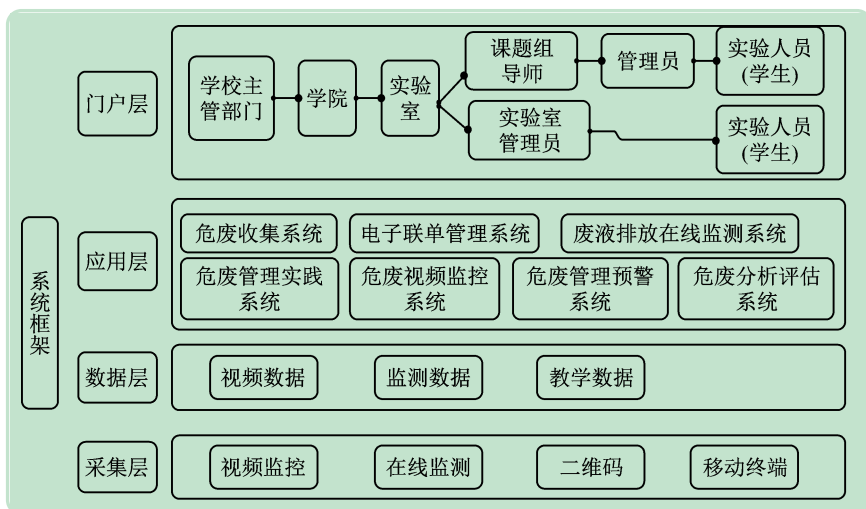 系统框架
门户层
学校主
管部门
学院
实验
室
课题组
导师
管理员
实验人员
(学生)
实验室
管理员
实验人员
(学生)
应用层
危废收集系统
电子联单管理系统
废液排放在线监测系统
危废管理实践
系统
危废视频监控
系统
危废管理预警
系统
危废分析评估
系统
数据层
视频数据
监测数据
教学数据
采集层
视频监控
在线监测
二维码
移动终端